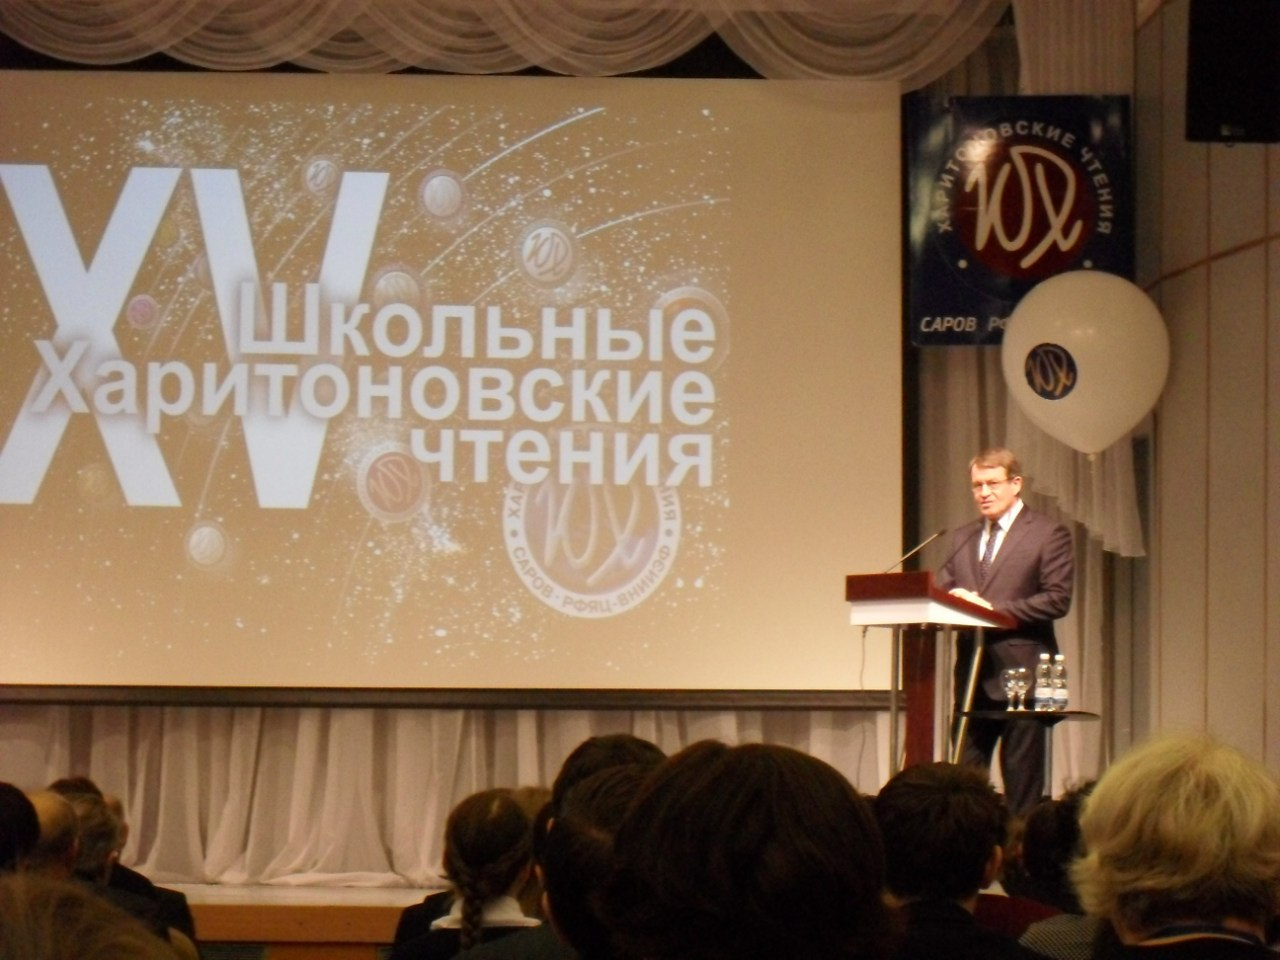 XV
Школьные
Харитоновские
чтения
САРОВ · РФЯЦ-ВНИИЭФ
ХАРИТОНОВСКИЕ ЧТЕНИЯ
ЮХ
САРОВ
ЮХ